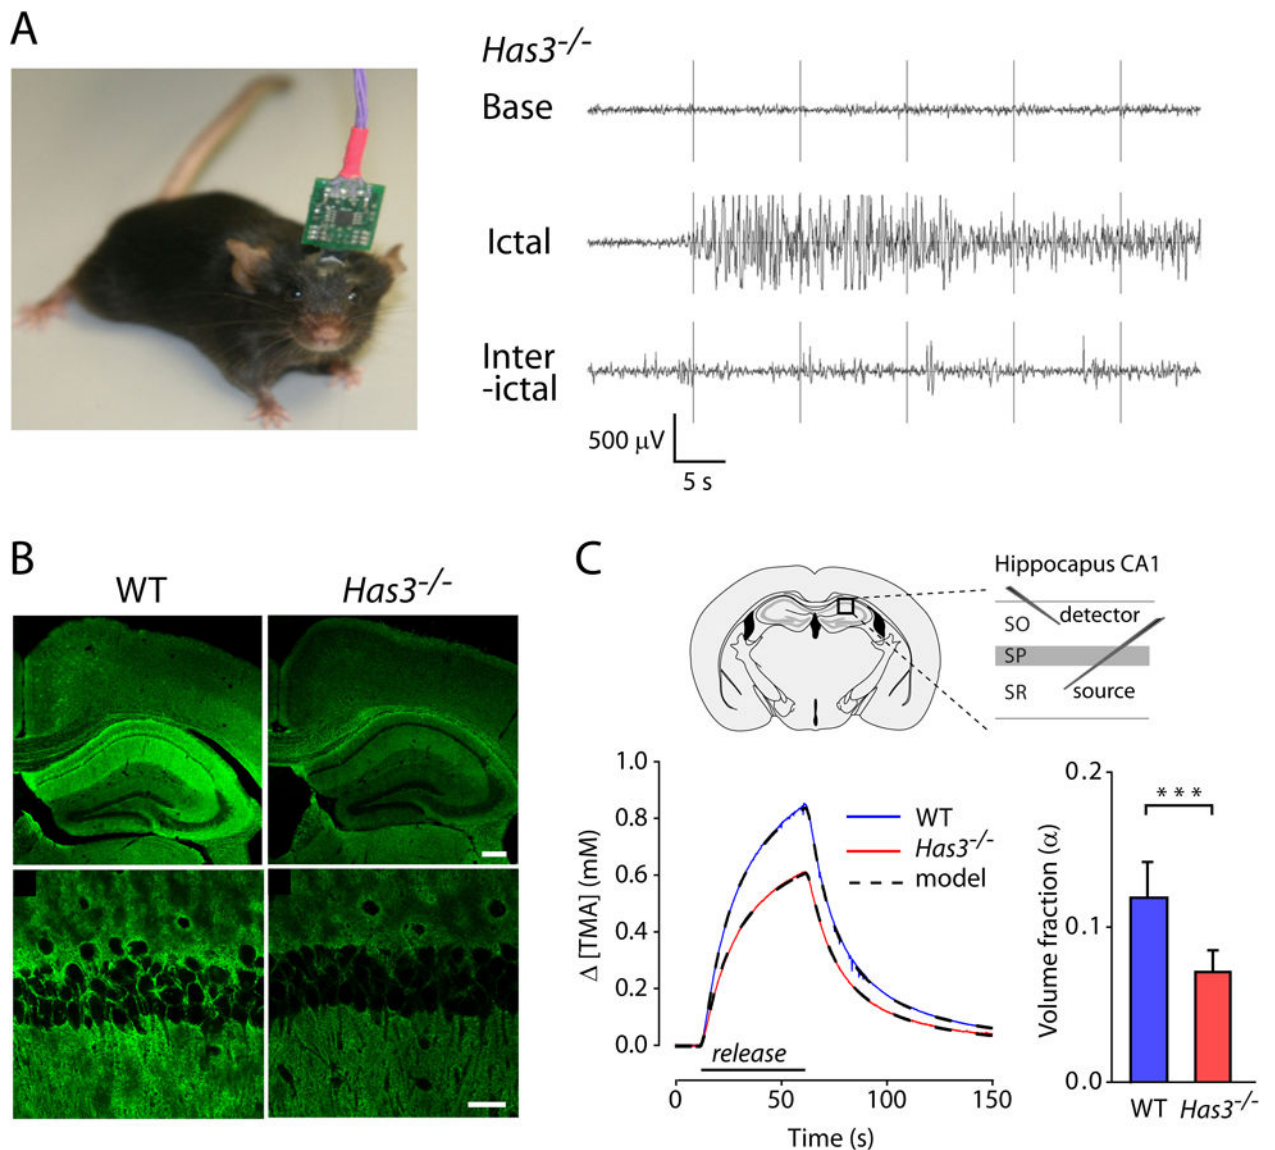 A
Has3-/-
Base
Ictal
Inter
-ictal
500 μV
5 s
B
WT
Has3-/-
C
Hippocapus CA1
detector
SO
SP
SR
source
1.0
0.8
0.6
0.4
0.2
0.0
Δ [TMA] (mM)
WT
Has3-/-
model
release
0
50
100
150
Time (s)
0.2
0.1
0.0
Volume fraction (α)
***
WT
Has3-/-